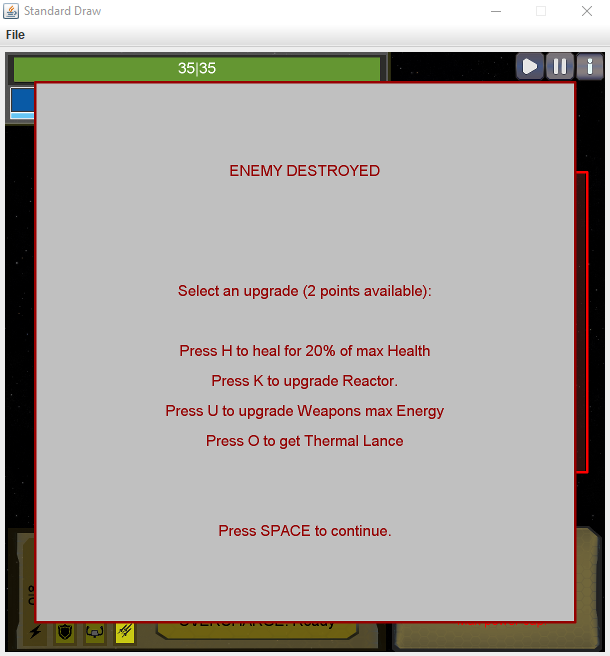 Standard Draw
File
35|35
ENEMY DESTROYED
Select an upgrade (2 points available):
Press H to heal for 20% of max Health
Press K to upgrade Reactor.
Press U to upgrade Weapons max Energy
Press O to get Thermal Lance
Press SPACE to continue.
OVERCHARGE: Ready